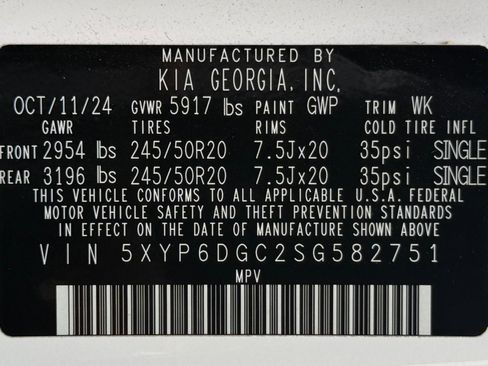 MANUFACTURED BY
KIA GEORGIA, INC.
OCT/11/24 GVWR 5917 lbs PAINT GWP TRIM WK
GAWR TIRES RIMS COLD TIRE INFL
FRONT 2954 lbs 245/50R20 7.5Jx20 35psi SINGLE
REAR 3196 lbs 245/50R20 7.5Jx20 35psi SINGLE
THIS VEHICLE CONFORMS TO ALL APPLICABLE U.S.A. FEDERAL
MOTOR VEHICLE SAFETY AND THEFT PREVENTION STANDARDS
IN EFFECT ON THE DATE OF MANUFACTURE SHOWN ABOVE
VIN 5XYP6DGC2SG582751
MPV